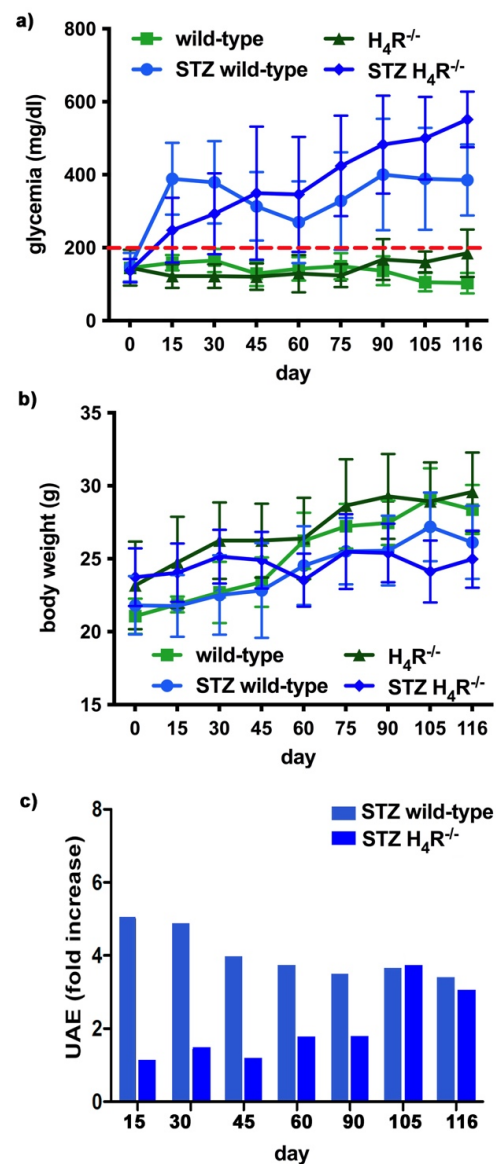 a)
wild-type
H₄R⁻/⁻
STZ wild-type
STZ H₄R⁻/⁻
glycemia (mg/dl)
800
600
400
200
0
0 15 30 45 60 75 90 105 116
day
b)
body weight (g)
35
30
25
20
15
wild-type
H₄R⁻/⁻
STZ wild-type
STZ H₄R⁻/⁻
0 15 30 45 60 75 90 105 116
day
c)
STZ wild-type
STZ H₄R⁻/⁻
UAE (fold increase)
8
6
4
2
0
15 30 45 60 90 105 116
day